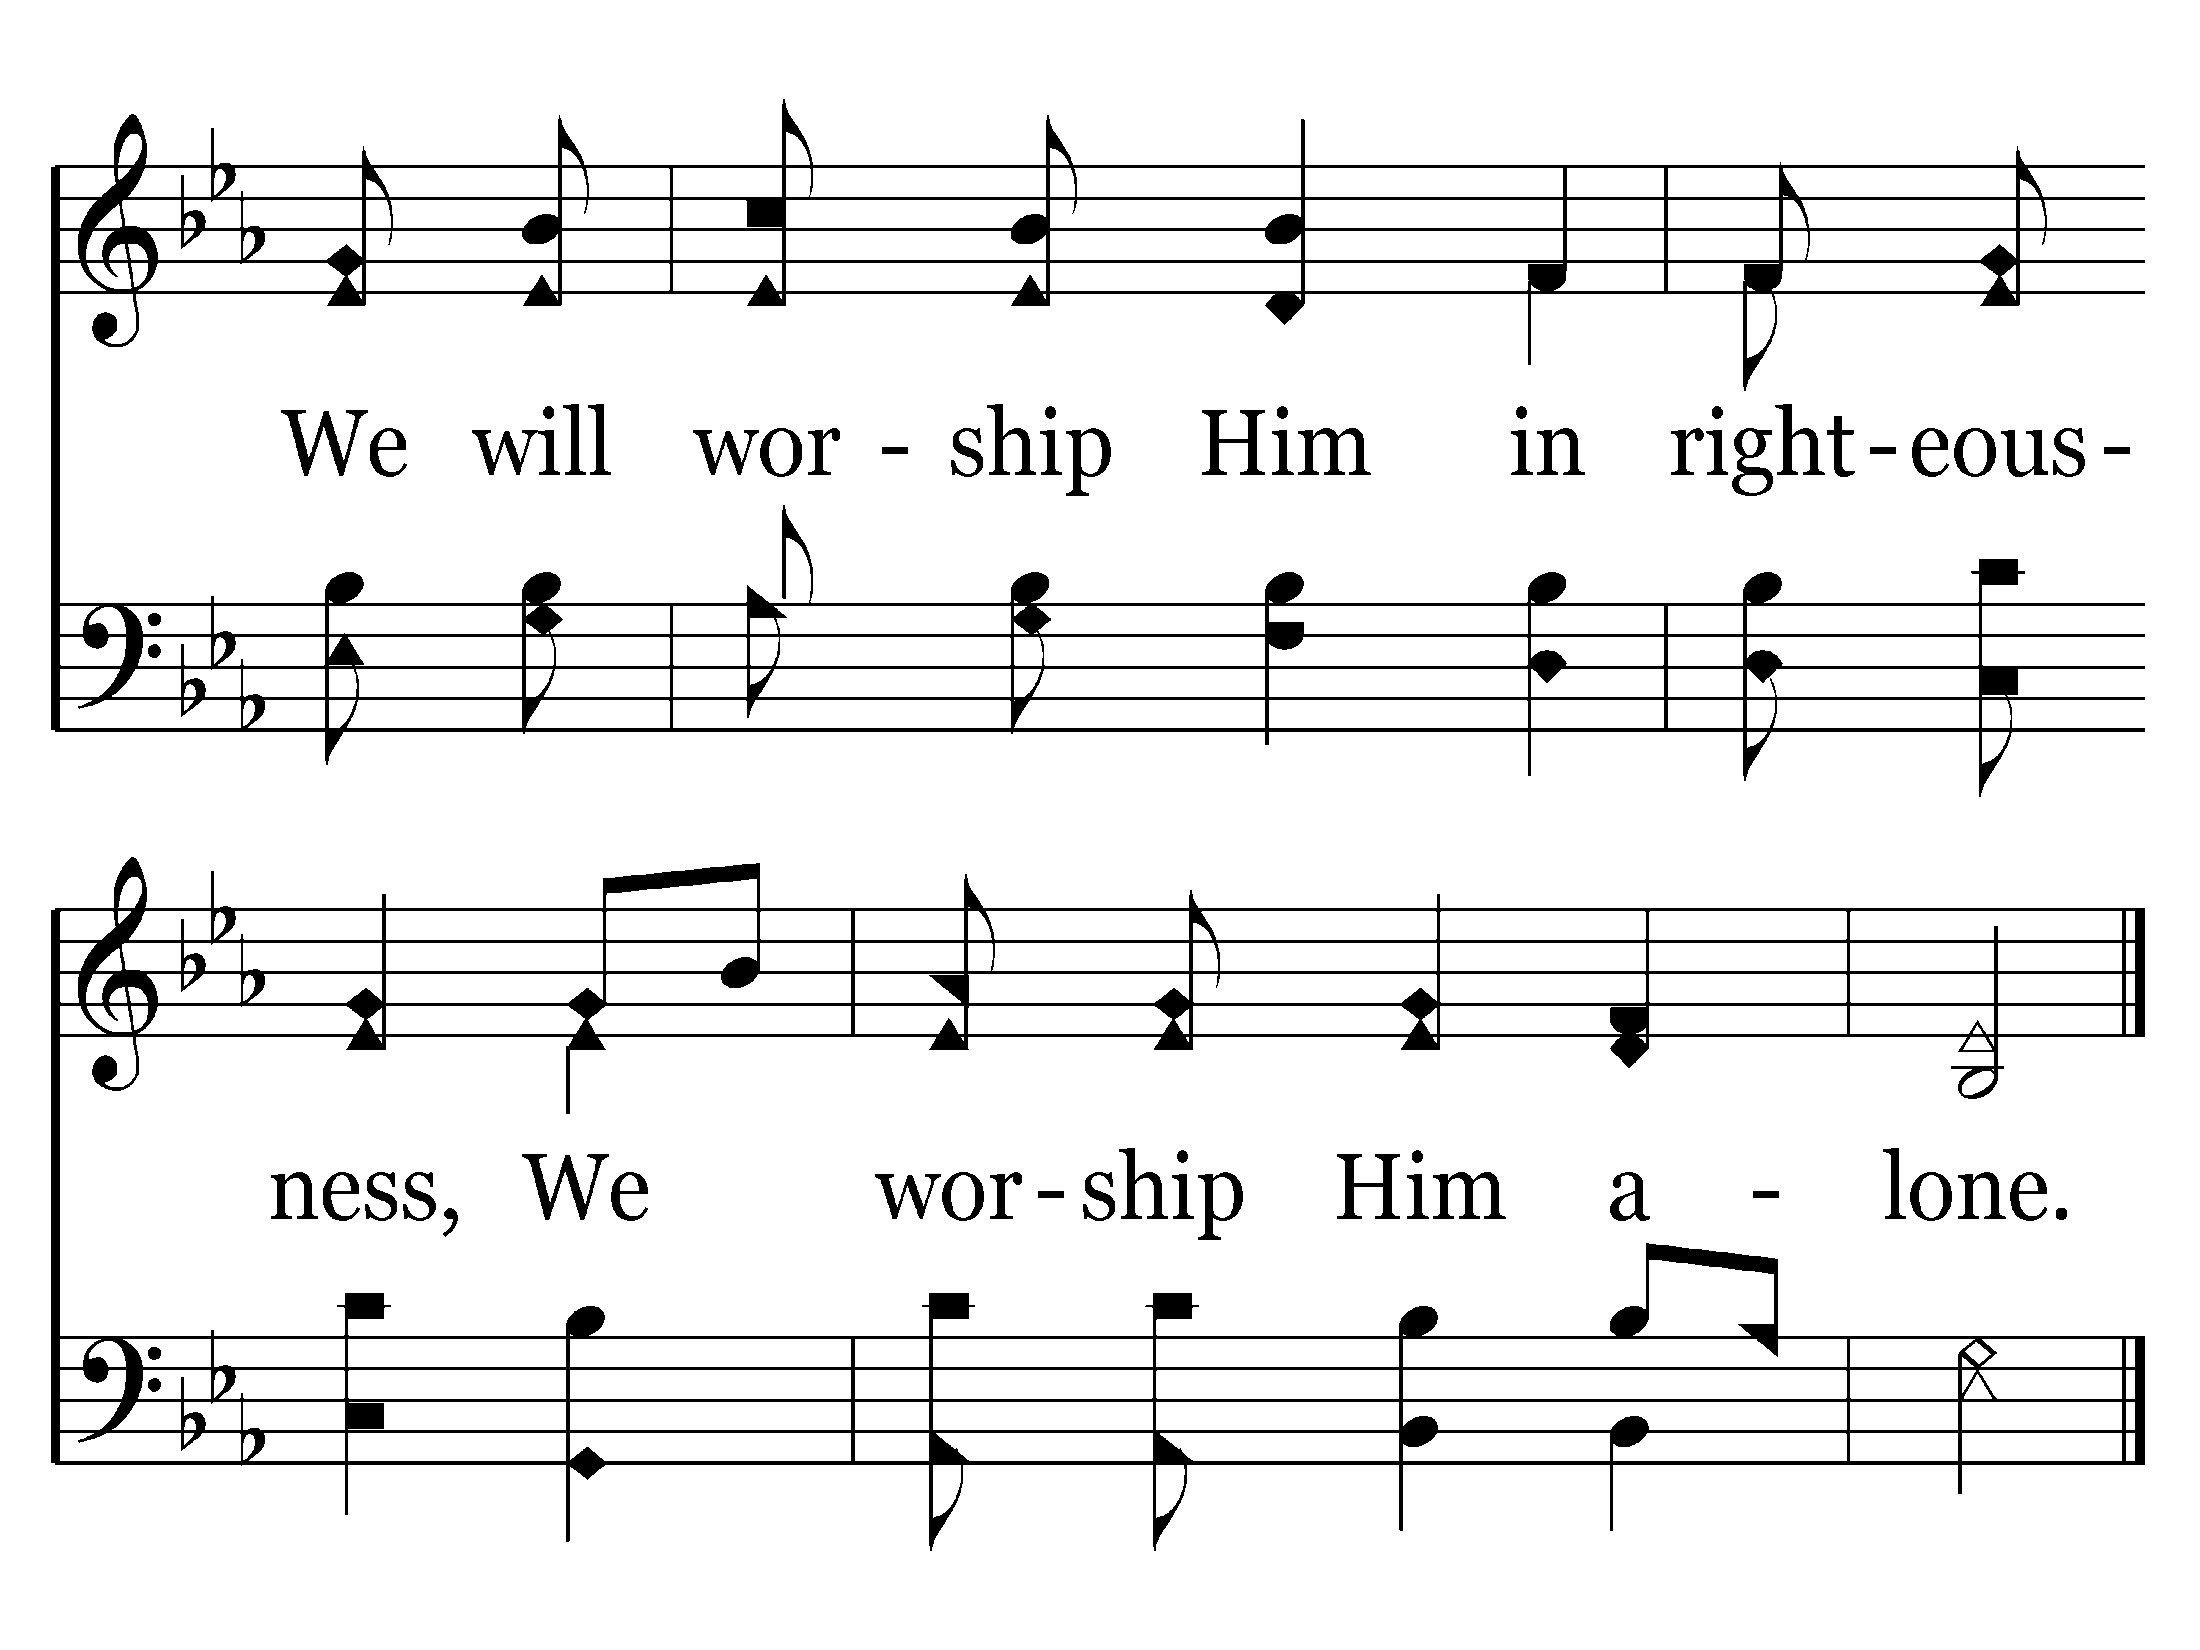 We will wor - ship Him in right - eous -
ness, We wor - ship Him a - lone.